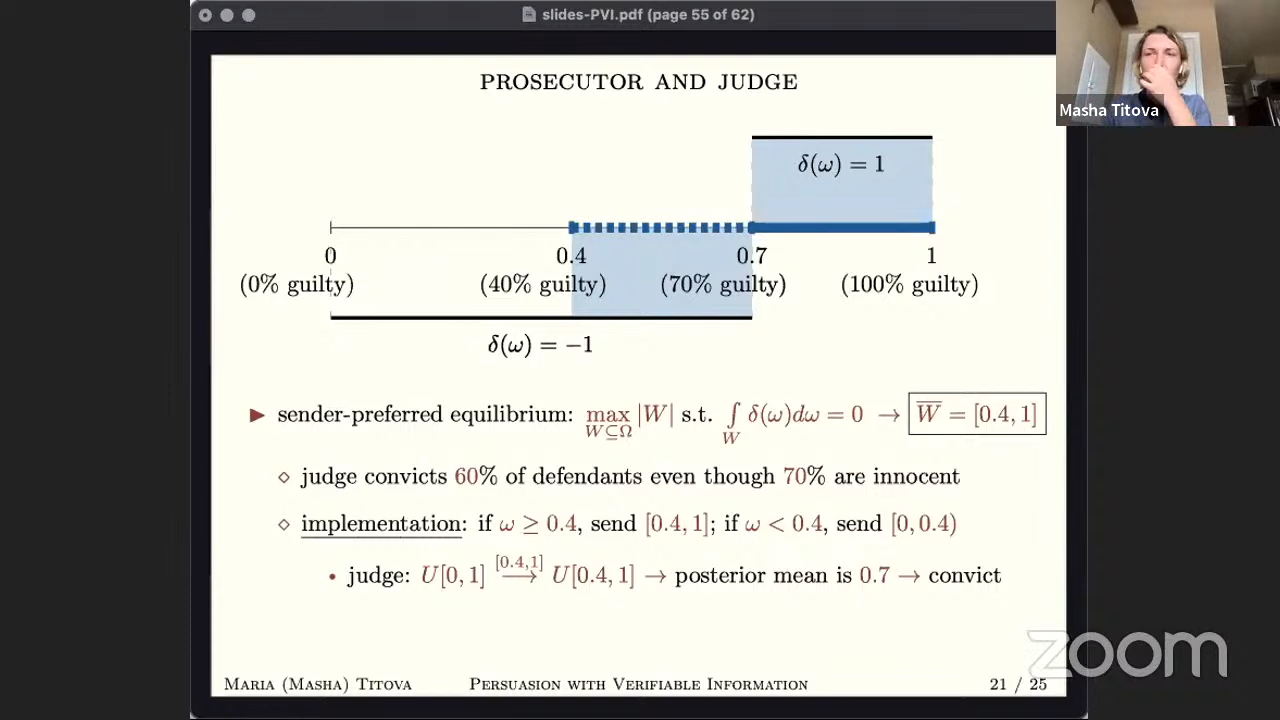 slides-PVI.pdf (page 55 of 62)
Masha Titova
PROSECUTOR AND JUDGE
δ(ω) = 1
0 0.4 0.7 1
(0% guilty) (40% guilty) (70% guilty) (100% guilty)
δ(ω) = −1
► sender-preferred equilibrium: max W⊆Ω |W| s.t. ∫W δ(ω)dω = 0 → W̅ = [0.4, 1]
◇ judge convicts 60% of defendants even though 70% are innocent
◇ implementation: if ω ≥ 0.4, send [0.4, 1]; if ω < 0.4, send [0, 0.4)
• judge: U[0, 1] [0.4,1]⟶ U[0.4, 1] → posterior mean is 0.7 → convict
zoom
MARIA (MASHA) TITOVA PERSUASION WITH VERIFIABLE INFORMATION 21 / 25